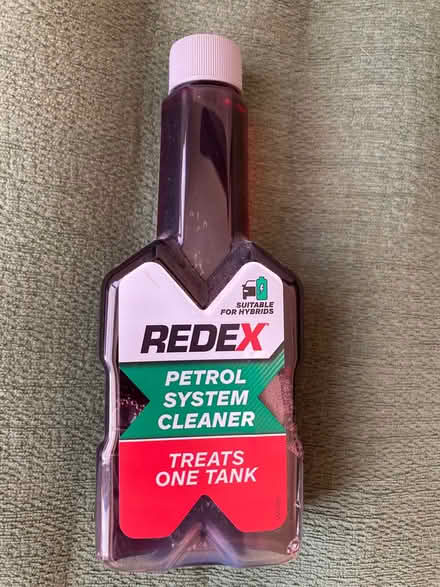 SUITABLE
FOR HYBRIDS
REDEX
PETROL
SYSTEM
CLEANER
TREATS
ONE TANK